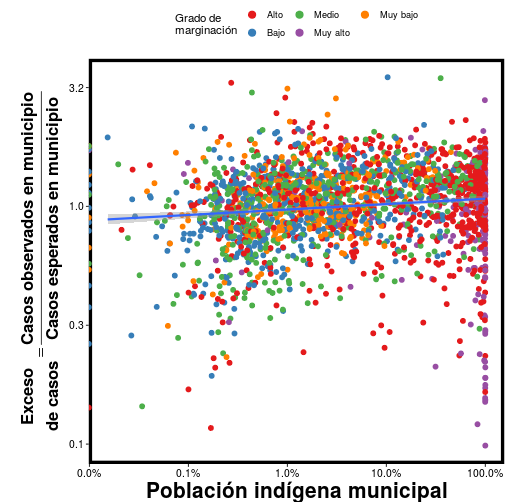 Grado de
marginación
Alto
Medio
Muy bajo
Bajo
Muy alto
Exceso = Casos observados en municipio
de casos Casos esperados en municipio
3.2
1.0
0.3
0.1
0.0%
0.1%
1.0%
10.0%
100.0%
Población indígena municipal